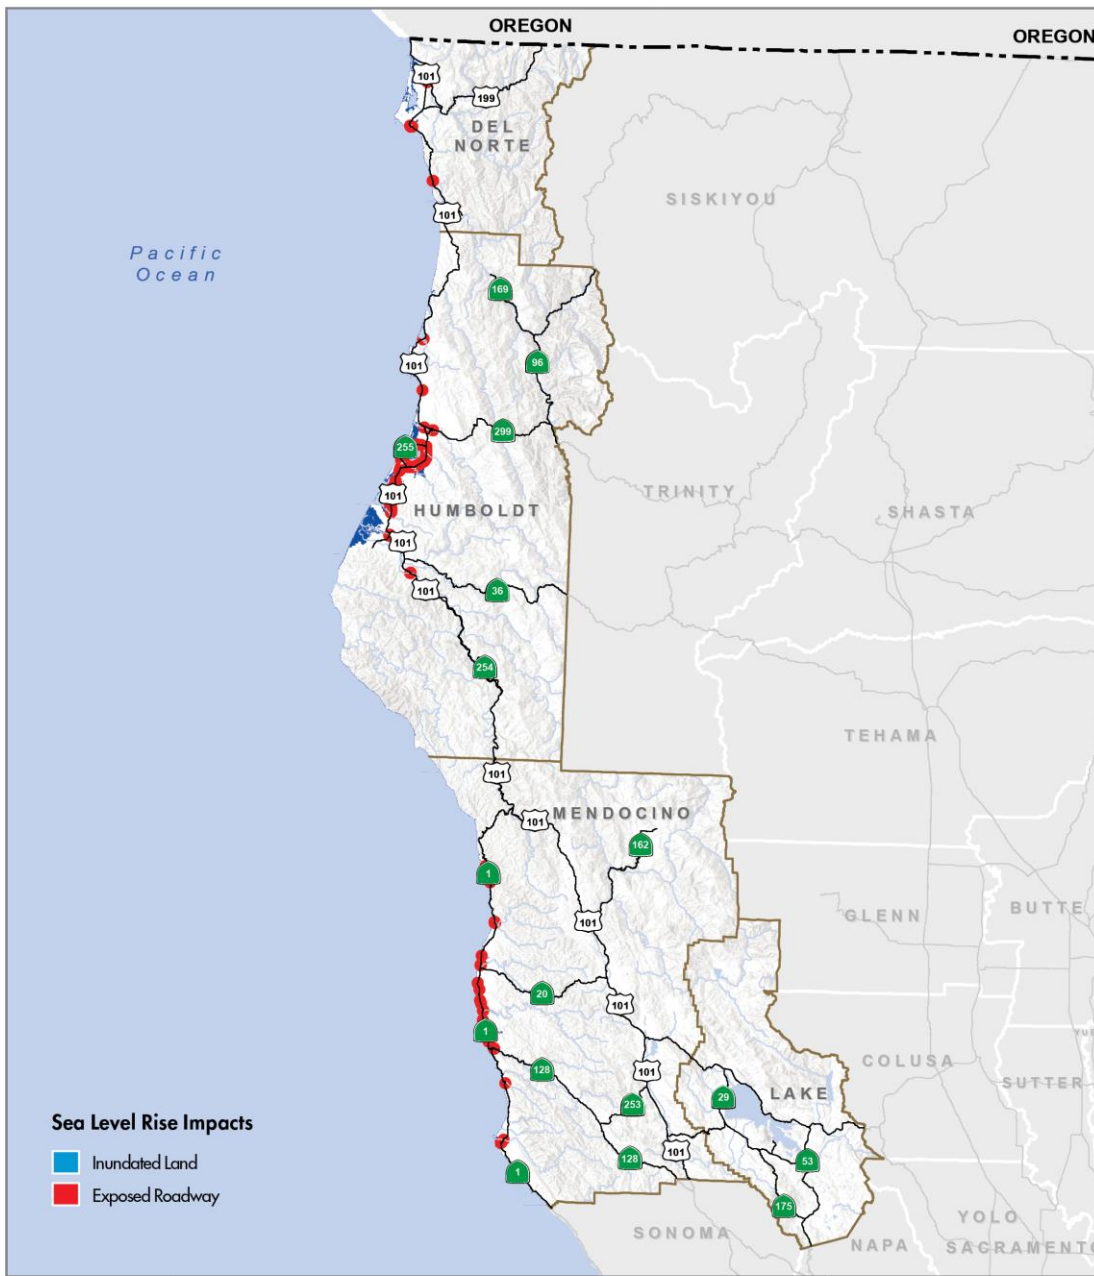 OREGON
OREGON
101
199
DEL
NORTE
SISKIYOU
101
Pacific
Ocean
169
101
96
299
255
TRINITY
101
HUMBOLDT
SHASTA
101
101
36
254
TEHAMA
101
MENDOCINO
101
162
1
GLENN
BUTTE
101
20
101
1
COLUSA
128
101
SUTTER
LAKE
29
253
Sea Level Rise Impacts
Inundated Land
Exposed Roadway
101
128
53
1
175
SONOMA
NAPA
YOLO
SACRAMENTO